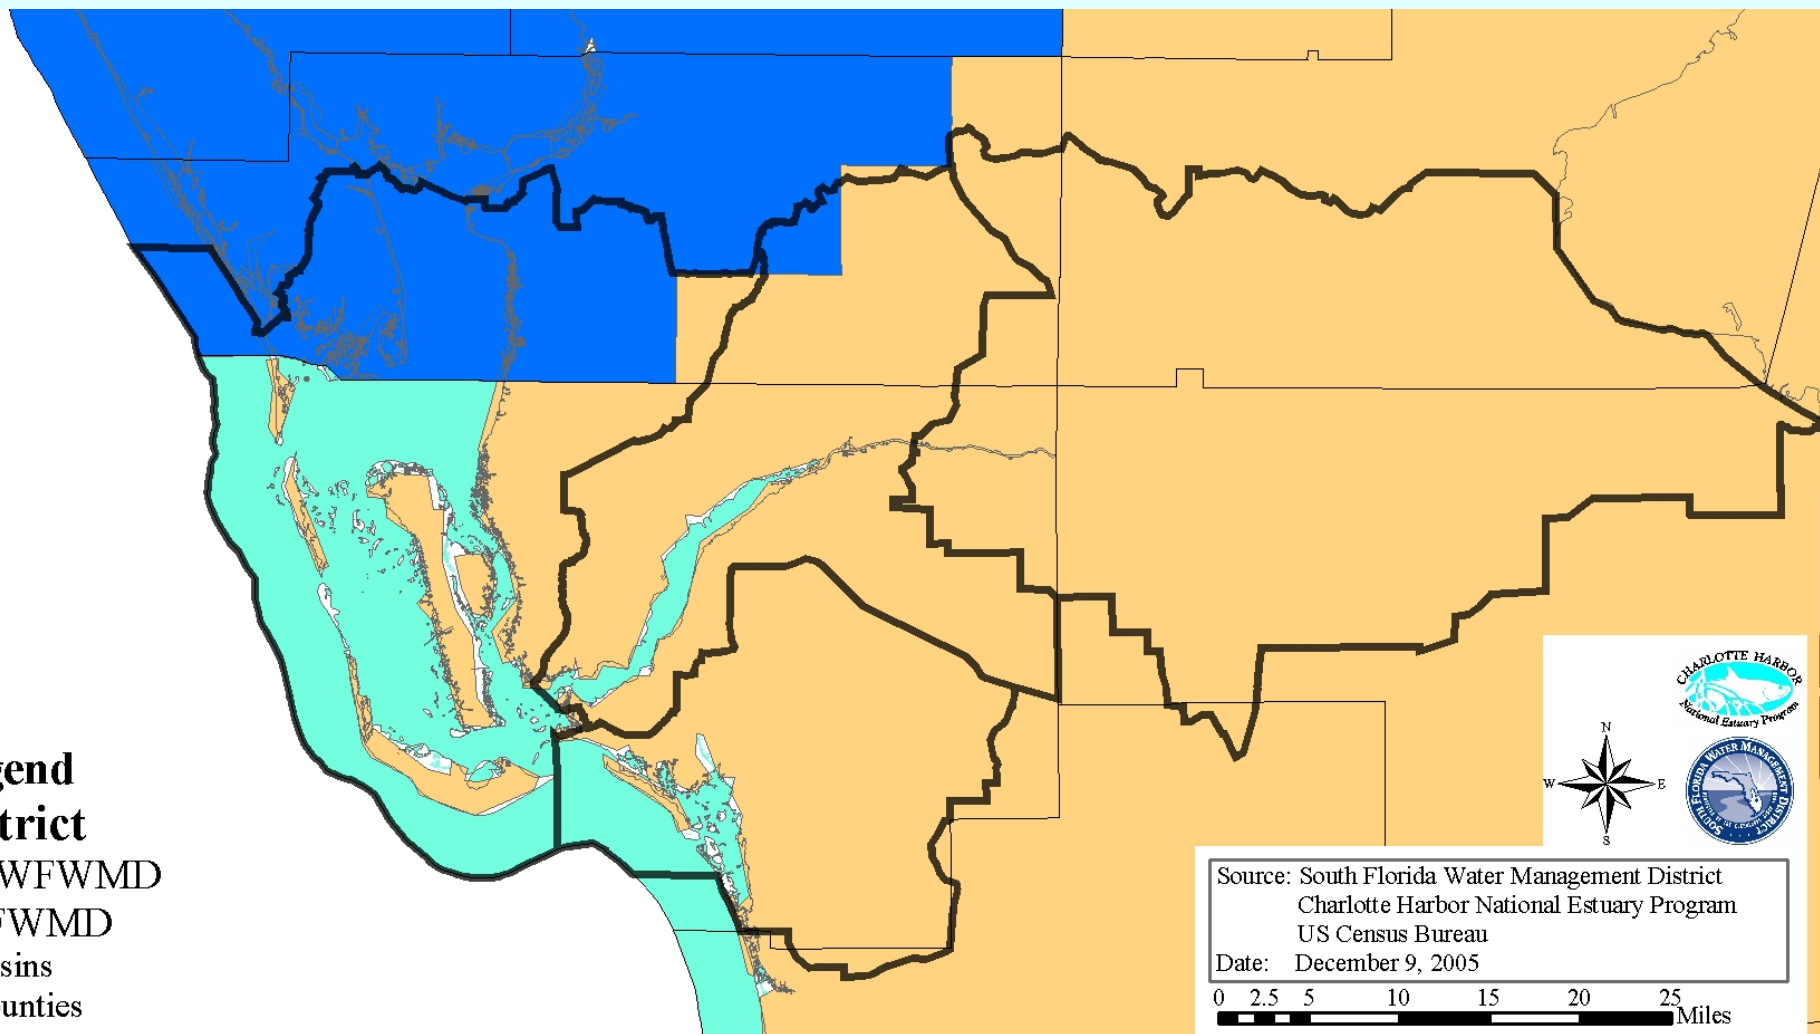 gend
trict
WFWMD
FWMD
sins
ounties
CHARLOTTE HARBOR
National Estuary Program
N
W
E
S
SOUTH FLORIDA WATER MANAGEMENT DISTRICT
Source: South Florida Water Management District
Charlotte Harbor National Estuary Program
US Census Bureau
Date: December 9, 2005
0 2.5 5 10 15 20 25
Miles